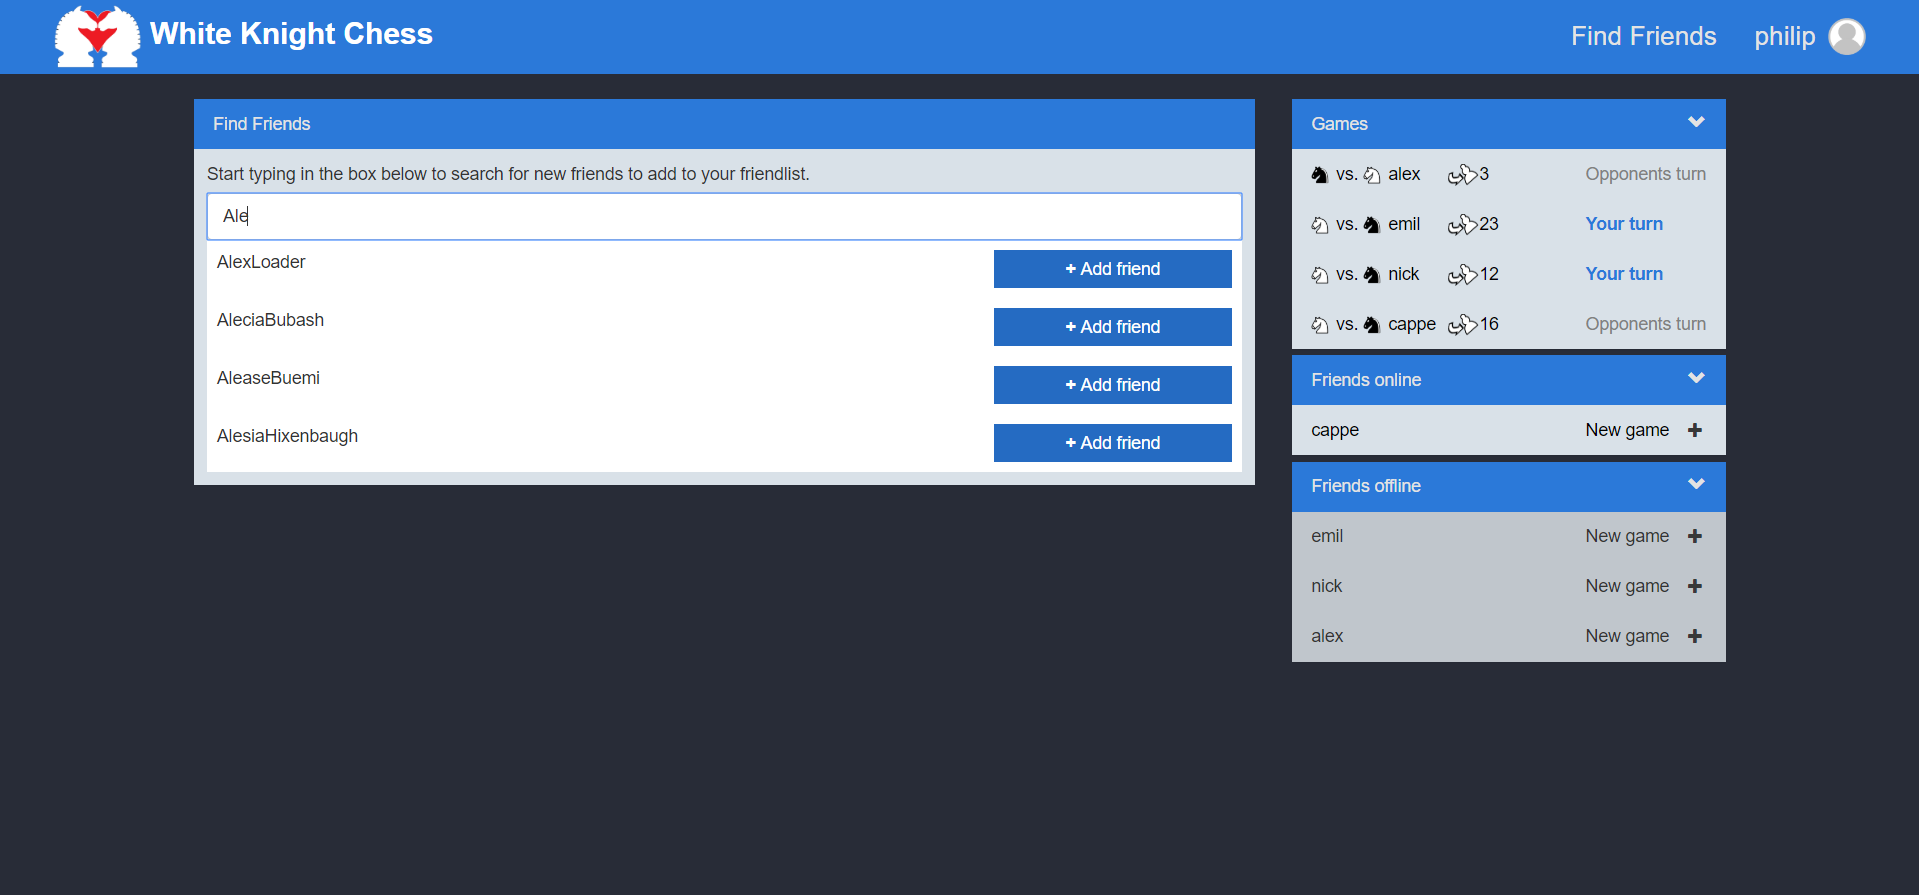 White Knight Chess
Find Friends philip
Find Friends
Start typing in the box below to search for new friends to add to your friendlist.
Ale
AlexLoader + Add friend
AleciaBubash + Add friend
AleaseBuemi + Add friend
AlesiaHixenbaugh + Add friend
Games
vs. alex 3 Opponents turn
vs. emil 23 Your turn
vs. nick 12 Your turn
vs. cappe 16 Opponents turn
Friends online
cappe New game +
Friends offline
emil New game +
nick New game +
alex New game +